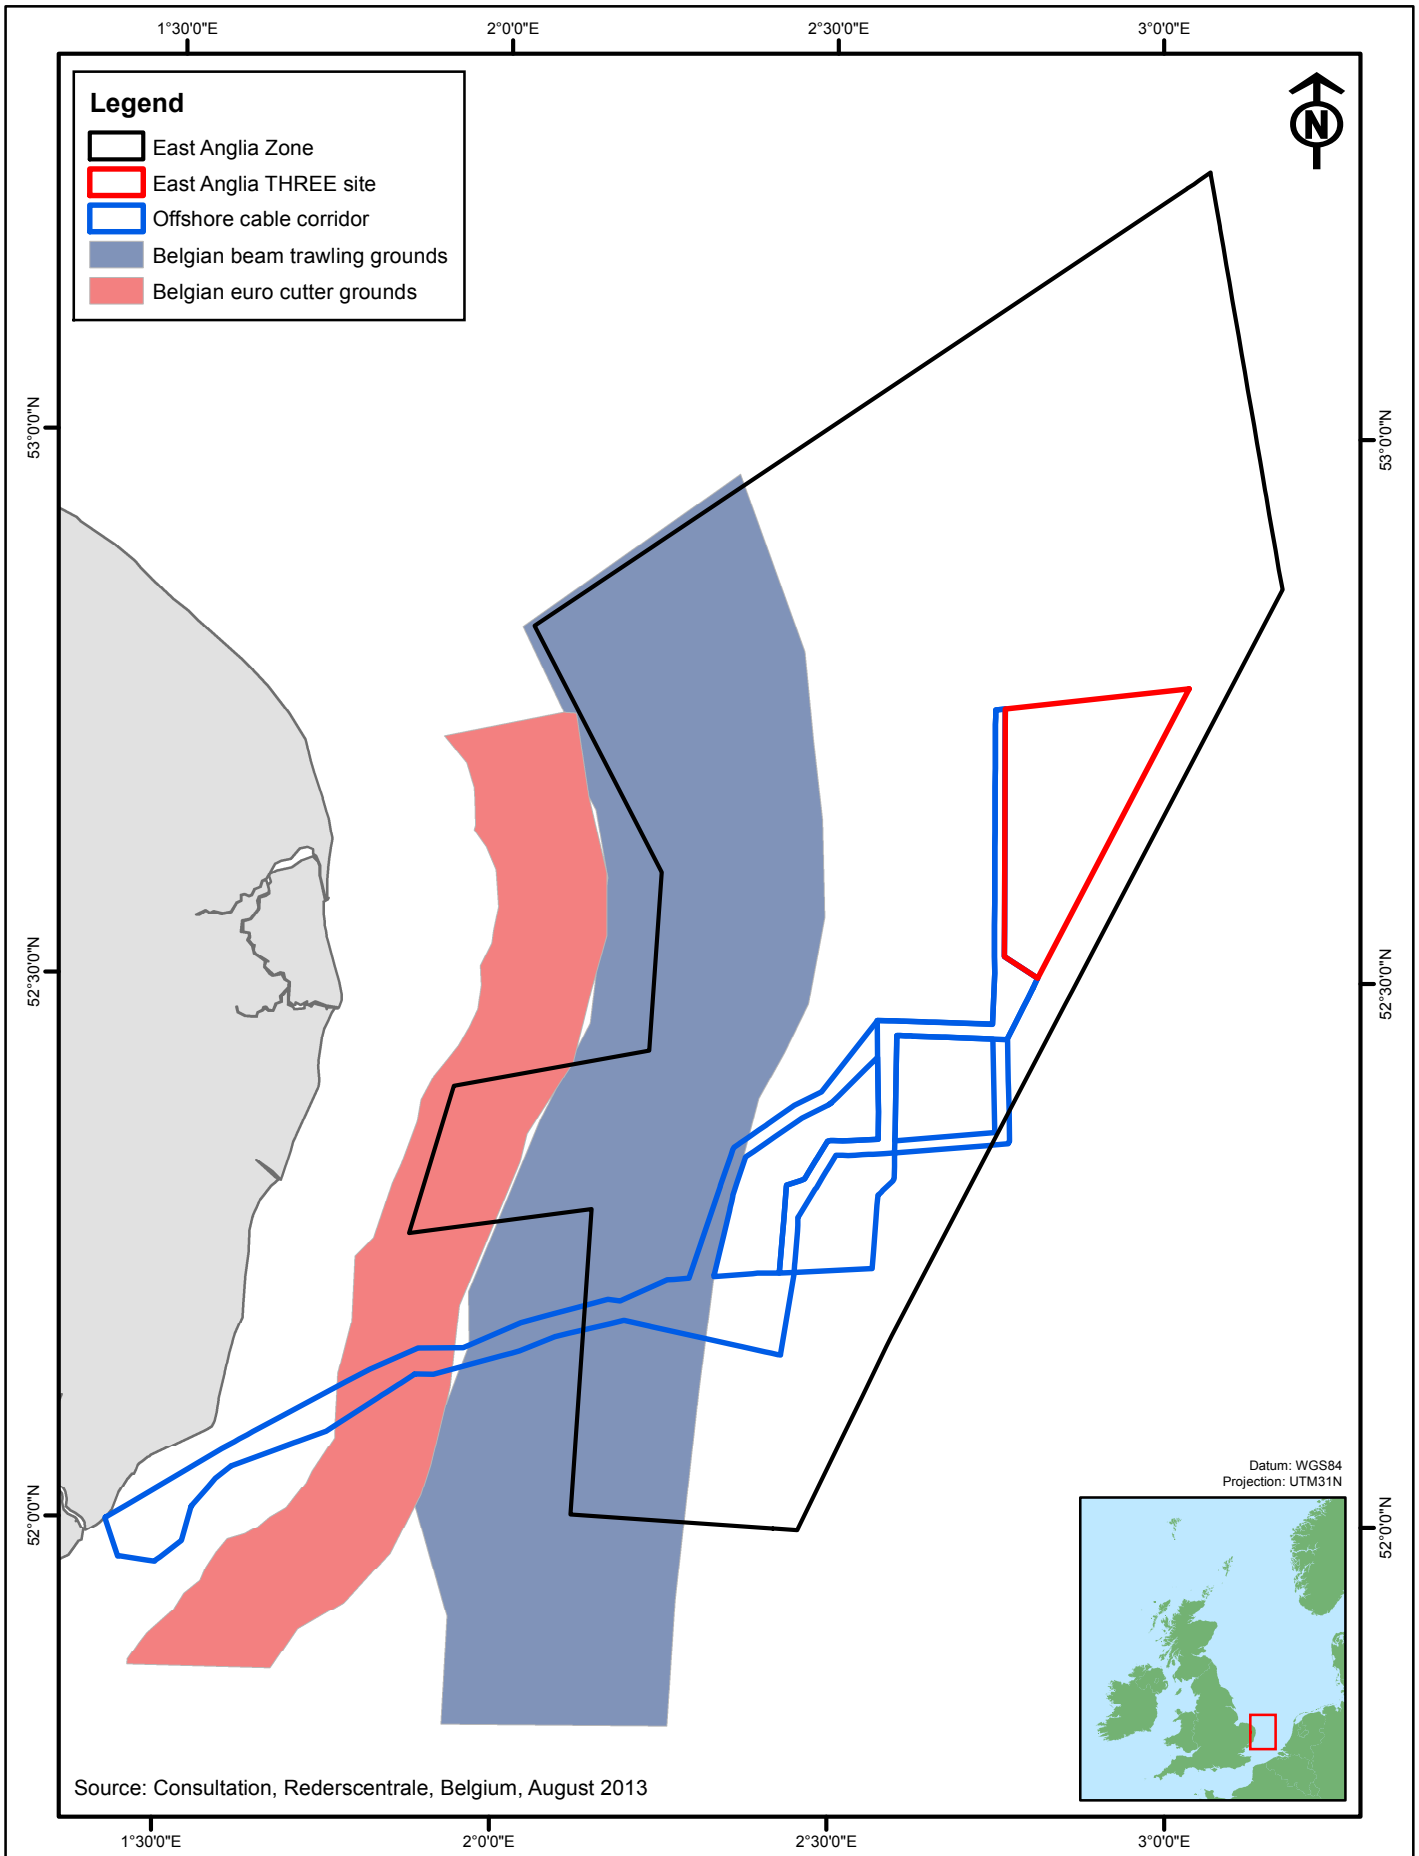 1°30'0"E
2°0'0"E
2°30'0"E
3°0'0"E
Legend
East Anglia Zone
East Anglia THREE site
Offshore cable corridor
Belgian beam trawling grounds
Belgian euro cutter grounds
N
53°0'0"N
53°0'0"N
52°30'0"N
52°30'0"N
52°0'0"N
52°0'0"N
Datum: WGS84
Projection: UTM31N
Source: Consultation, Rederscentrale, Belgium, August 2013
1°30'0"E
2°0'0"E
2°30'0"E
3°0'0"E